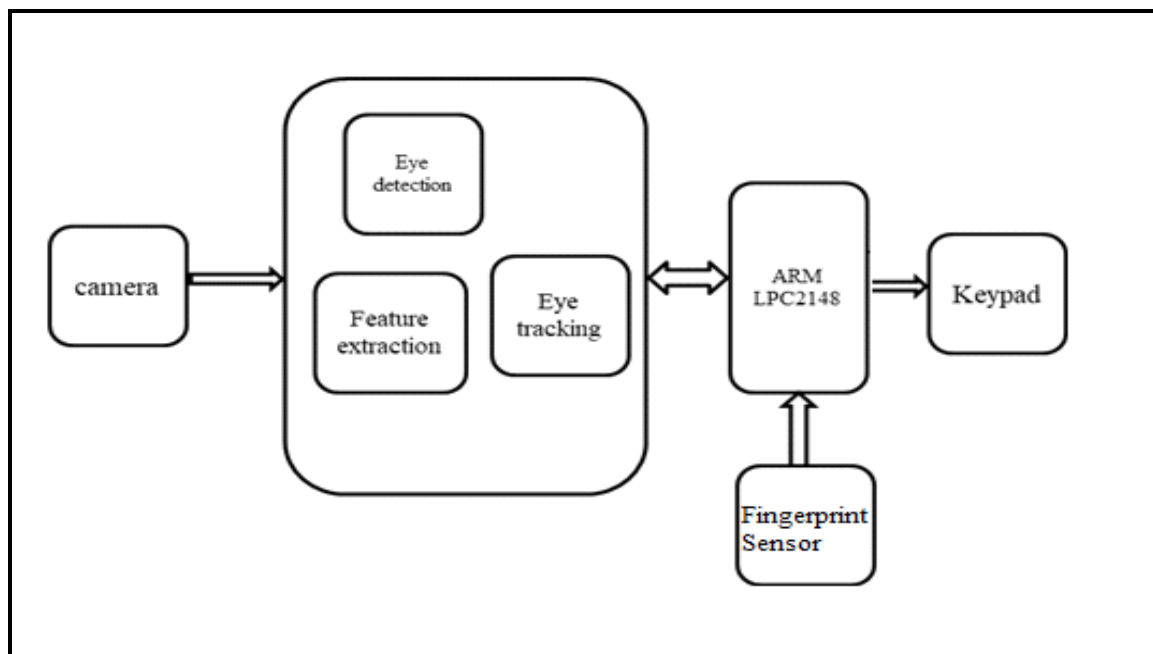 camera
Eye
detection
Feature
extraction
Eye
tracking
ARM
LPC2148
Keypad
Fingerprint
Sensor